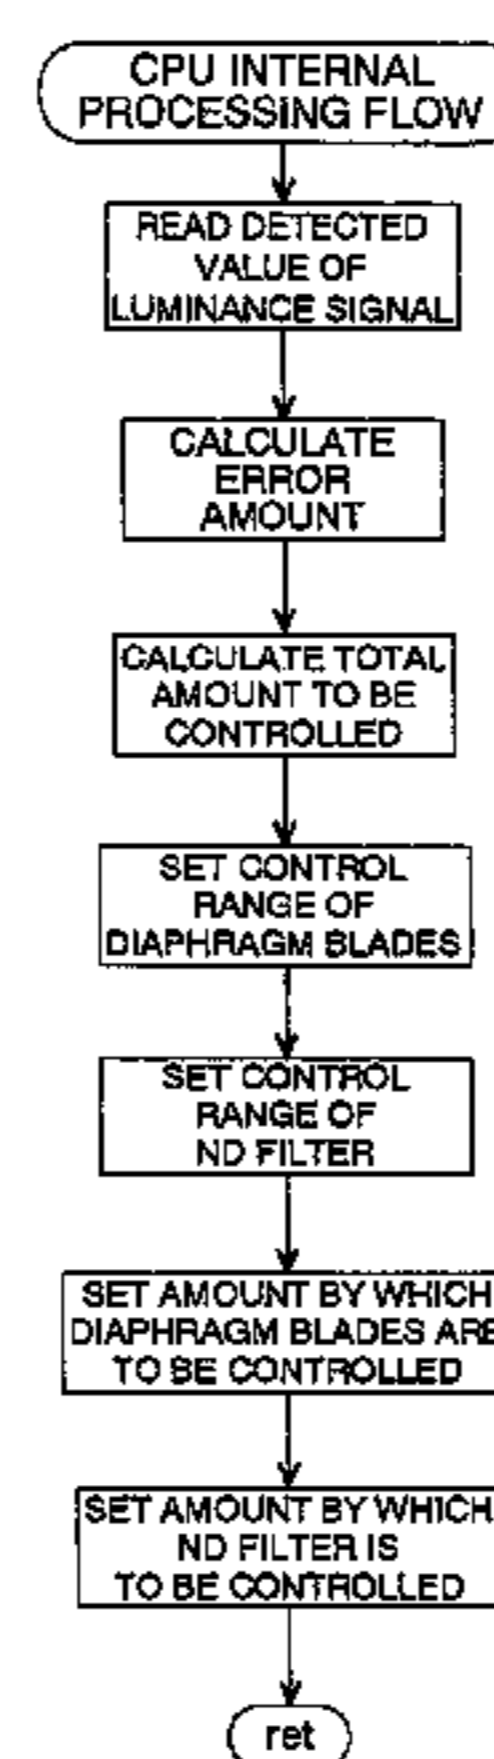 CPU INTERNAL
PROCESSING FLOW
READ DETECTED
VALUE OF
LUMINANCE SIGNAL
CALCULATE
ERROR
AMOUNT
CALCULATE TOTAL
AMOUNT TO BE
CONTROLLED
SET CONTROL
RANGE OF
DIAPHRAGM BLADES
SET CONTROL
RANGE OF
ND FILTER
SET AMOUNT BY WHICH
DIAPHRAGM BLADES ARE
TO BE CONTROLLED
SET AMOUNT BY WHICH
ND FILTER IS
TO BE CONTROLLED
ret